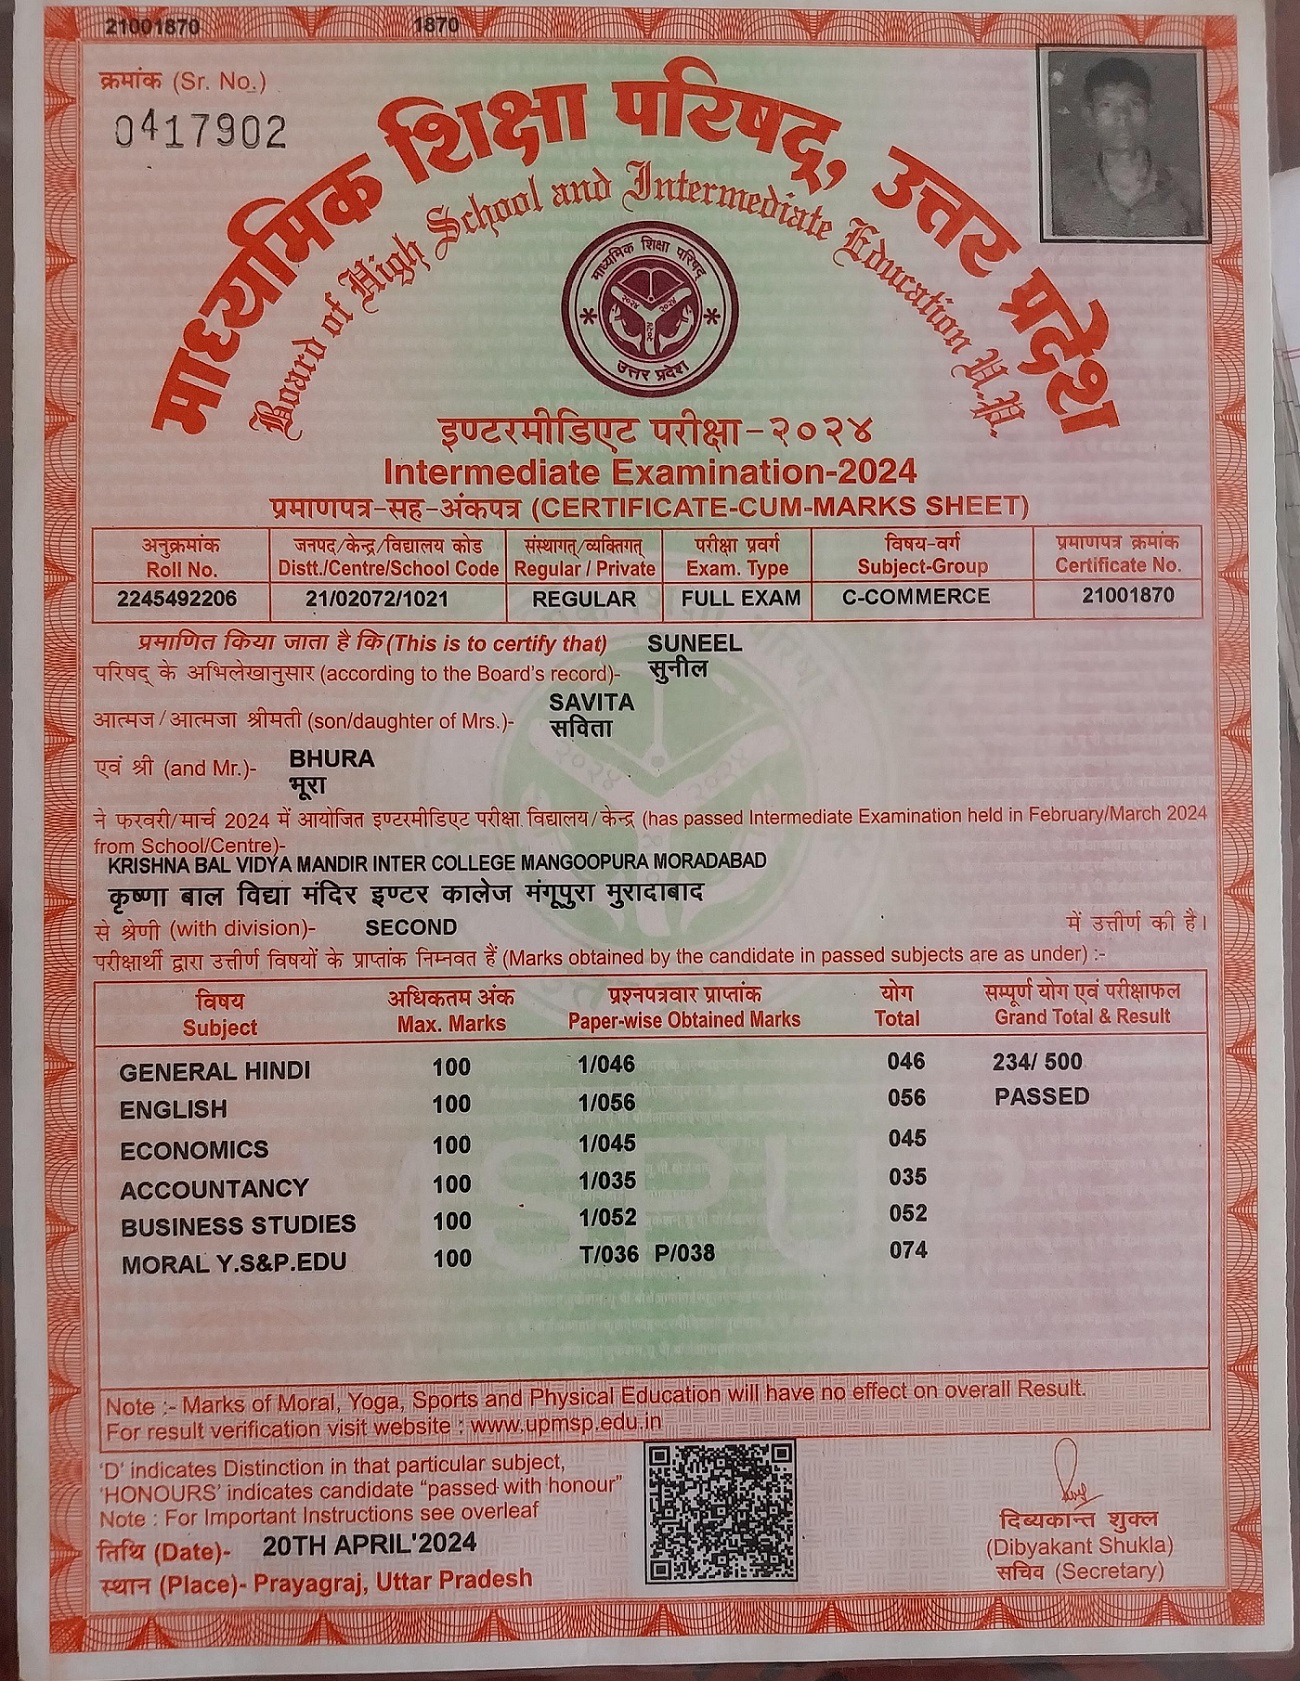 21001870 1870
क्रमांक (Sr. No.)
0417902
माध्यमिक शिक्षा परिषद्, उत्तर प्रदेश
Board of High School and Intermediate Education U.P.
माध्यमिक शिक्षा परिषद्
२०२४ २०२४
२०२४
उत्तर प्रदेश
इण्टरमीडिएट परीक्षा-२०२४
Intermediate Examination-2024
प्रमाणपत्र-सह-अंकपत्र (CERTIFICATE-CUM-MARKS SHEET)
अनुक्रमांक जनपद/केन्द्र/विद्यालय कोड संस्थागत्/व्यक्तिगत् परीक्षा प्रवर्ग विषय-वर्ग प्रमाणपत्र क्रमांक
Roll No. Distt./Centre/School Code Regular / Private Exam. Type Subject-Group Certificate No.
2245492206 21/02072/1021 REGULAR FULL EXAM C-COMMERCE 21001870
प्रमाणित किया जाता है कि (This is to certify that) SUNEEL
परिषद् के अभिलेखानुसार (according to the Board's record)- सुनील
SAVITA
आत्मज/आत्मजा श्रीमती (son/daughter of Mrs.)- सविता
BHURA
एवं श्री (and Mr.)-
भूरा
ने फरवरी/मार्च 2024 में आयोजित इण्टरमीडिएट परीक्षा विद्यालय/केन्द्र (has passed Intermediate Examination held in February/March 2024
from School/Centre)-
KRISHNA BAL VIDYA MANDIR INTER COLLEGE MANGOOPURA MORADABAD
कृष्णा बाल विद्या मंदिर इण्टर कालेज मंगूपुरा मुरादाबाद
से श्रेणी (with division)- SECOND में उत्तीर्ण की है।
परीक्षार्थी द्वारा उत्तीर्ण विषयों के प्राप्तांक निम्नवत हैं (Marks obtained by the candidate in passed subjects are as under) :-
विषय अधिकतम अंक प्रश्नपत्रवार प्राप्तांक योग सम्पूर्ण योग एवं परीक्षाफल
Subject Max. Marks Paper-wise Obtained Marks Total Grand Total & Result
GENERAL HINDI 100 1/046 046 234/ 500
ENGLISH 100 1/056 056 PASSED
ECONOMICS 100 1/045 045
ACCOUNTANCY 100 1/035 035
BUSINESS STUDIES 100 1/052 052
MORAL Y.S&P.EDU 100 T/036 P/038 074
Note :- Marks of Moral, Yoga, Sports and Physical Education will have no effect on overall Result.
For result verification visit website : www.upmsp.edu.in
'D' indicates Distinction in that particular subject,
'HONOURS' indicates candidate "passed with honour"
Note : For Important Instructions see overleaf
तिथि (Date)- 20TH APRIL'2024
स्थान (Place)- Prayagraj, Uttar Pradesh
दिब्यकान्त शुक्ल
(Dibyakant Shukla)
सचिव (Secretary)